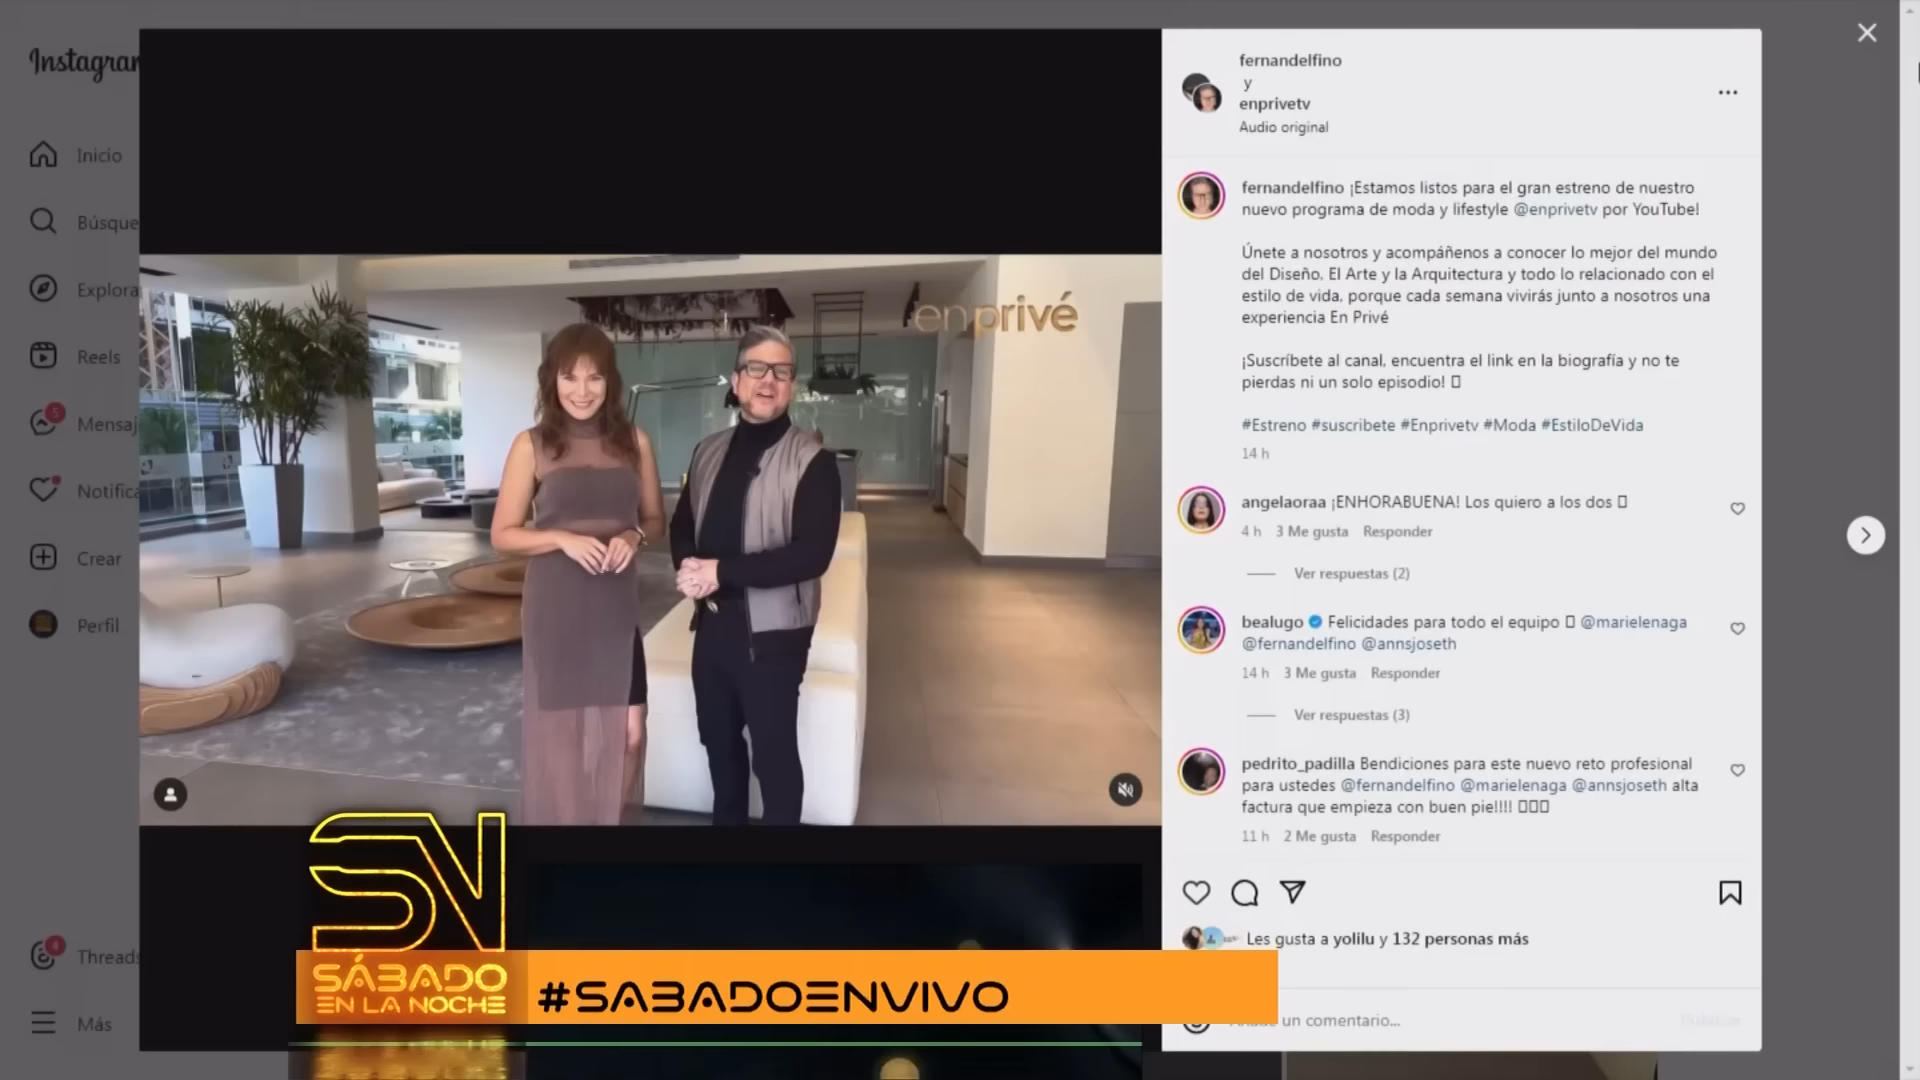 Instagram
Inicio
Búsque
Explora
Reels
5
Mensaj
Notifica
Crear
Perfil
4
Threads
Más
enprivé
fernandelfino
y
enprivetv
Audio original
fernandelfino ¡Estamos listos para el gran estreno de nuestro
nuevo programa de moda y lifestyle @enprivetv por YouTube!
Únete a nosotros y acompáñenos a conocer lo mejor del mundo
del Diseño, El Arte y la Arquitectura y todo lo relacionado con el
estilo de vida, porque cada semana vivirás junto a nosotros una
experiencia En Privé
¡Suscríbete al canal, encuentra el link en la biografía y no te
pierdas ni un solo episodio!
#Estreno #suscribete #Enprivetv #Moda #EstiloDeVida
14 h
angelaoraa ¡ENHORABUENA! Los quiero a los dos
4 h 3 Me gusta Responder
Ver respuestas (2)
bealugo Felicidades para todo el equipo @marielenaga
@fernandelfino @annsjoseth
14 h 3 Me gusta Responder
Ver respuestas (3)
pedrito_padilla Bendiciones para este nuevo reto profesional
para ustedes @fernandelfino @marielenaga @annsjoseth alta
factura que empieza con buen pie!!!!
11 h 2 Me gusta Responder
Les gusta a yolilu y 132 personas más
un comentario...
SN
SÁBADO
EN LA NOCHE
#SABADOENVIVO